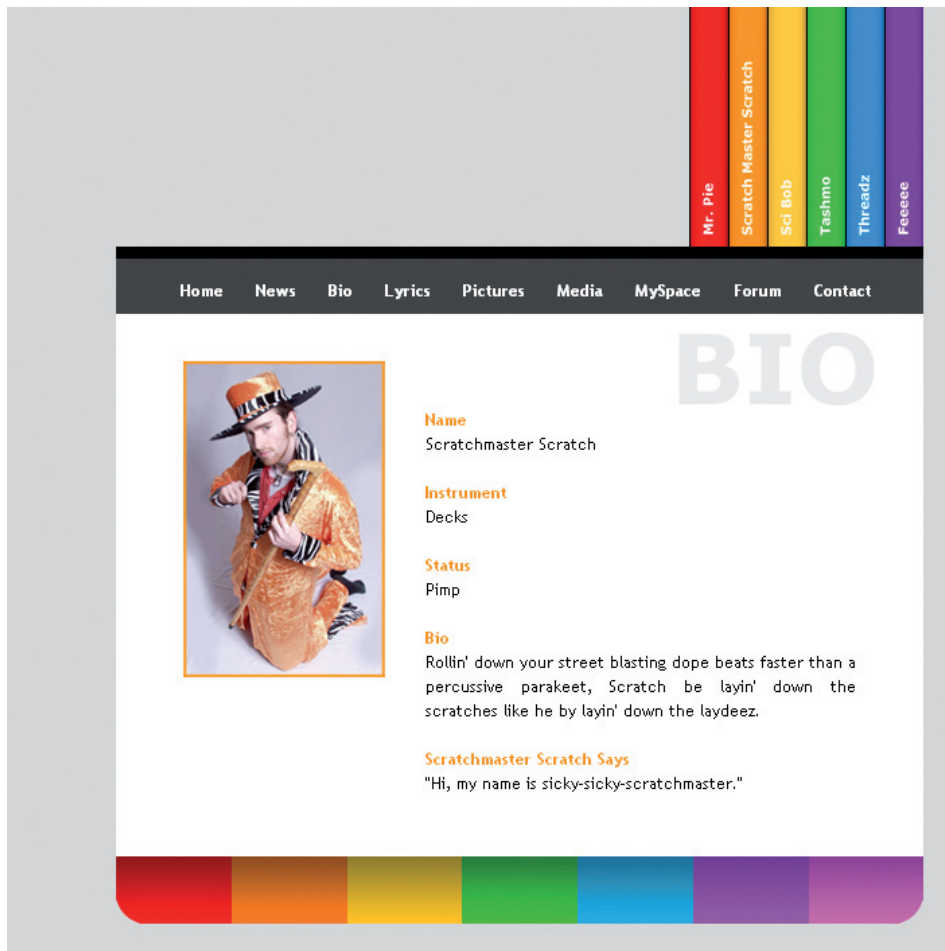 Mr. Pie
Scratch Master Scratch
Sci Bob
Tashmo
Threadz
Feeeee
Home News Bio Lyrics Pictures Media MySpace Forum Contact
BIO
Name
Scratchmaster Scratch
Instrument
Decks
Status
Pimp
Bio
Rollin' down your street blasting dope beats faster than a
percussive parakeet, Scratch be layin' down the
scratches like he by layin' down the laydeez.
Scratchmaster Scratch Says
"Hi, my name is sicky-sicky-scratchmaster."